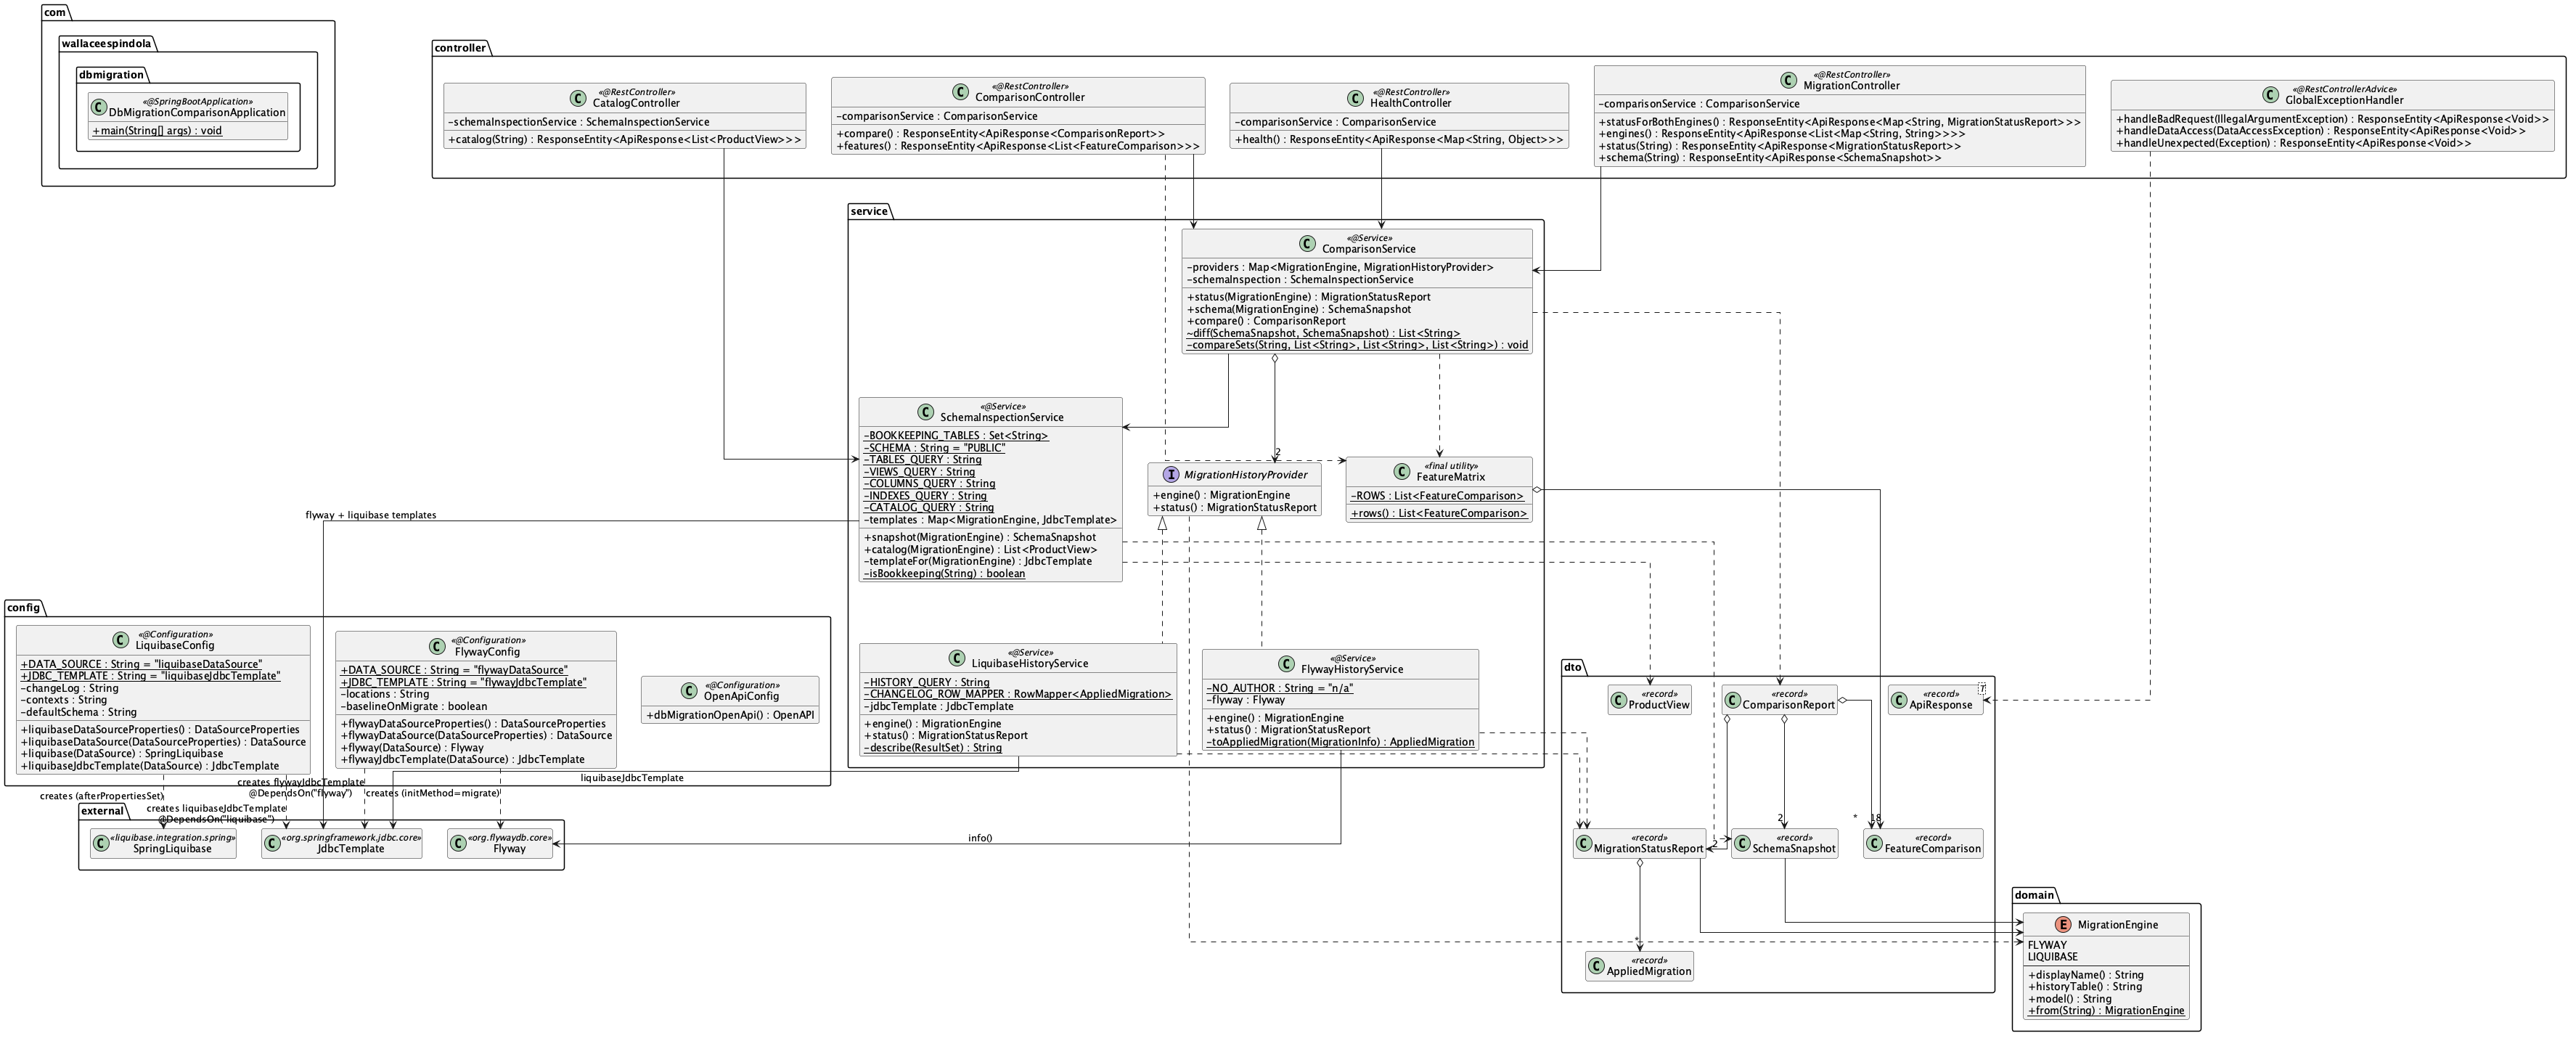 com
wallaceespindola
dbmigration
«@SpringBootApplication»
DbMigrationComparisonApplication
+main(String[] args) : void
controller
«@RestController»
CatalogController
-schemaInspectionService : SchemaInspectionService
+catalog(String) : ResponseEntity<ApiResponse<List<ProductView>>>
«@RestController»
ComparisonController
-comparisonService : ComparisonService
+compare() : ResponseEntity<ApiResponse<ComparisonReport>>
+features() : ResponseEntity<ApiResponse<List<FeatureComparison>>>
«@RestController»
HealthController
-comparisonService : ComparisonService
+health() : ResponseEntity<ApiResponse<Map<String, Object>>>
«@RestController»
MigrationController
-comparisonService : ComparisonService
+statusForBothEngines() : ResponseEntity<ApiResponse<Map<String, MigrationStatusReport>>>
+engines() : ResponseEntity<ApiResponse<List<Map<String, String>>>>
+status(String) : ResponseEntity<ApiResponse<MigrationStatusReport>>
+schema(String) : ResponseEntity<ApiResponse<SchemaSnapshot>>
«@RestControllerAdvice»
GlobalExceptionHandler
+handleBadRequest(IllegalArgumentException) : ResponseEntity<ApiResponse<Void>>
+handleDataAccess(DataAccessException) : ResponseEntity<ApiResponse<Void>>
+handleUnexpected(Exception) : ResponseEntity<ApiResponse<Void>>
service
«@Service»
ComparisonService
-providers : Map<MigrationEngine, MigrationHistoryProvider>
-schemaInspection : SchemaInspectionService
+status(MigrationEngine) : MigrationStatusReport
+schema(MigrationEngine) : SchemaSnapshot
+compare() : ComparisonReport
~diff(SchemaSnapshot, SchemaSnapshot) : List<String>
-compareSets(String, List<String>, List<String>, List<String>) : void
«@Service»
SchemaInspectionService
-BOOKKEEPING_TABLES : Set<String>
-SCHEMA : String = "PUBLIC"
-TABLES_QUERY : String
-VIEWS_QUERY : String
-COLUMNS_QUERY : String
-INDEXES_QUERY : String
-CATALOG_QUERY : String
-templates : Map<MigrationEngine, JdbcTemplate>
+snapshot(MigrationEngine) : SchemaSnapshot
+catalog(MigrationEngine) : List<ProductView>
-templateFor(MigrationEngine) : JdbcTemplate
-isBookkeeping(String) : boolean
2
MigrationHistoryProvider
+engine() : MigrationEngine
+status() : MigrationStatusReport
«final utility»
FeatureMatrix
-ROWS : List<FeatureComparison>
+rows() : List<FeatureComparison>
flyway + liquibase templates
config
«@Configuration»
LiquibaseConfig
+DATA_SOURCE : String = "liquibaseDataSource"
+JDBC_TEMPLATE : String = "liquibaseJdbcTemplate"
-changeLog : String
-contexts : String
-defaultSchema : String
+liquibaseDataSourceProperties() : DataSourceProperties
+liquibaseDataSource(DataSourceProperties) : DataSource
+liquibase(DataSource) : SpringLiquibase
+liquibaseJdbcTemplate(DataSource) : JdbcTemplate
«@Configuration»
FlywayConfig
+DATA_SOURCE : String = "flywayDataSource"
+JDBC_TEMPLATE : String = "flywayJdbcTemplate"
-locations : String
-baselineOnMigrate : boolean
+flywayDataSourceProperties() : DataSourceProperties
+flywayDataSource(DataSourceProperties) : DataSource
+flyway(DataSource) : Flyway
+flywayJdbcTemplate(DataSource) : JdbcTemplate
«@Configuration»
OpenApiConfig
+dbMigrationOpenApi() : OpenAPI
«@Service»
LiquibaseHistoryService
-HISTORY_QUERY : String
-CHANGELOG_ROW_MAPPER : RowMapper<AppliedMigration>
-jdbcTemplate : JdbcTemplate
+engine() : MigrationEngine
+status() : MigrationStatusReport
-describe(ResultSet) : String
«@Service»
FlywayHistoryService
-NO_AUTHOR : String = "n/a"
-flyway : Flyway
+engine() : MigrationEngine
+status() : MigrationStatusReport
-toAppliedMigration(MigrationInfo) : AppliedMigration
creates (afterPropertiesSet)
creates liquibaseJdbcTemplate
@DependsOn("liquibase")
creates flywayJdbcTemplate
@DependsOn("flyway")
creates (initMethod=migrate)
liquibaseJdbcTemplate
info()
external
«liquibase.integration.spring»
SpringLiquibase
«org.springframework.jdbc.core»
JdbcTemplate
«org.flywaydb.core»
Flyway
dto
«record»
ProductView
«record»
ComparisonReport
T
«record»
ApiResponse
2
2
*
18
«record»
MigrationStatusReport
«record»
SchemaSnapshot
«record»
FeatureComparison
*
«record»
AppliedMigration
domain
MigrationEngine
FLYWAY
LIQUIBASE
+displayName() : String
+historyTable() : String
+model() : String
+from(String) : MigrationEngine